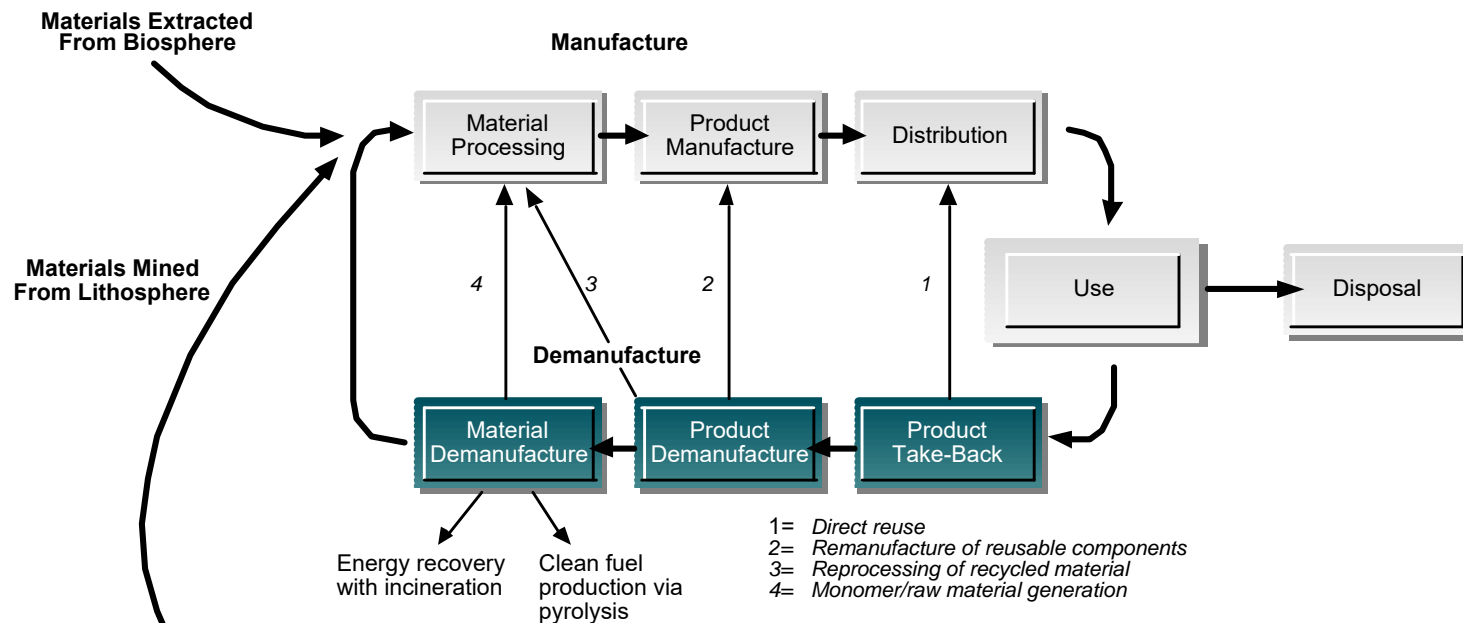 Materials Extracted
From Biosphere
Manufacture
Material
Processing
Product
Manufacture
Distribution
Materials Mined
From Lithosphere
4
3
2
1
Use
Disposal
Demanufacture
Material
Demanufacture
Product
Demanufacture
Product
Take-Back
Energy recovery
with incineration
Clean fuel
production via
pyrolysis
1= Direct reuse
2= Remanufacture of reusable components
3= Reprocessing of recycled material
4= Monomer/raw material generation